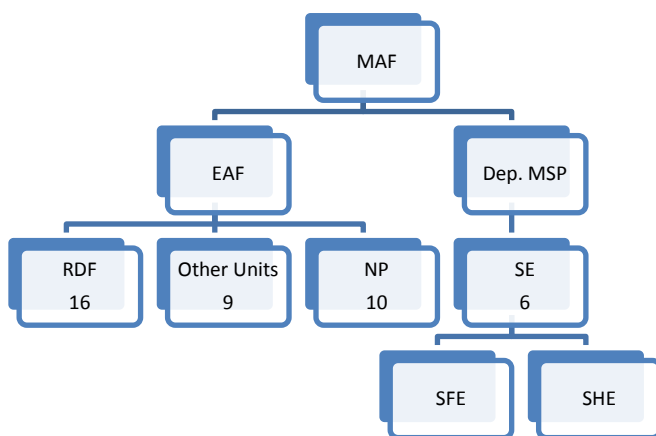 MAF
EAF
Dep. MSP
RDF
16
Other Units
9
NP
10
SE
6
SFE
SHE